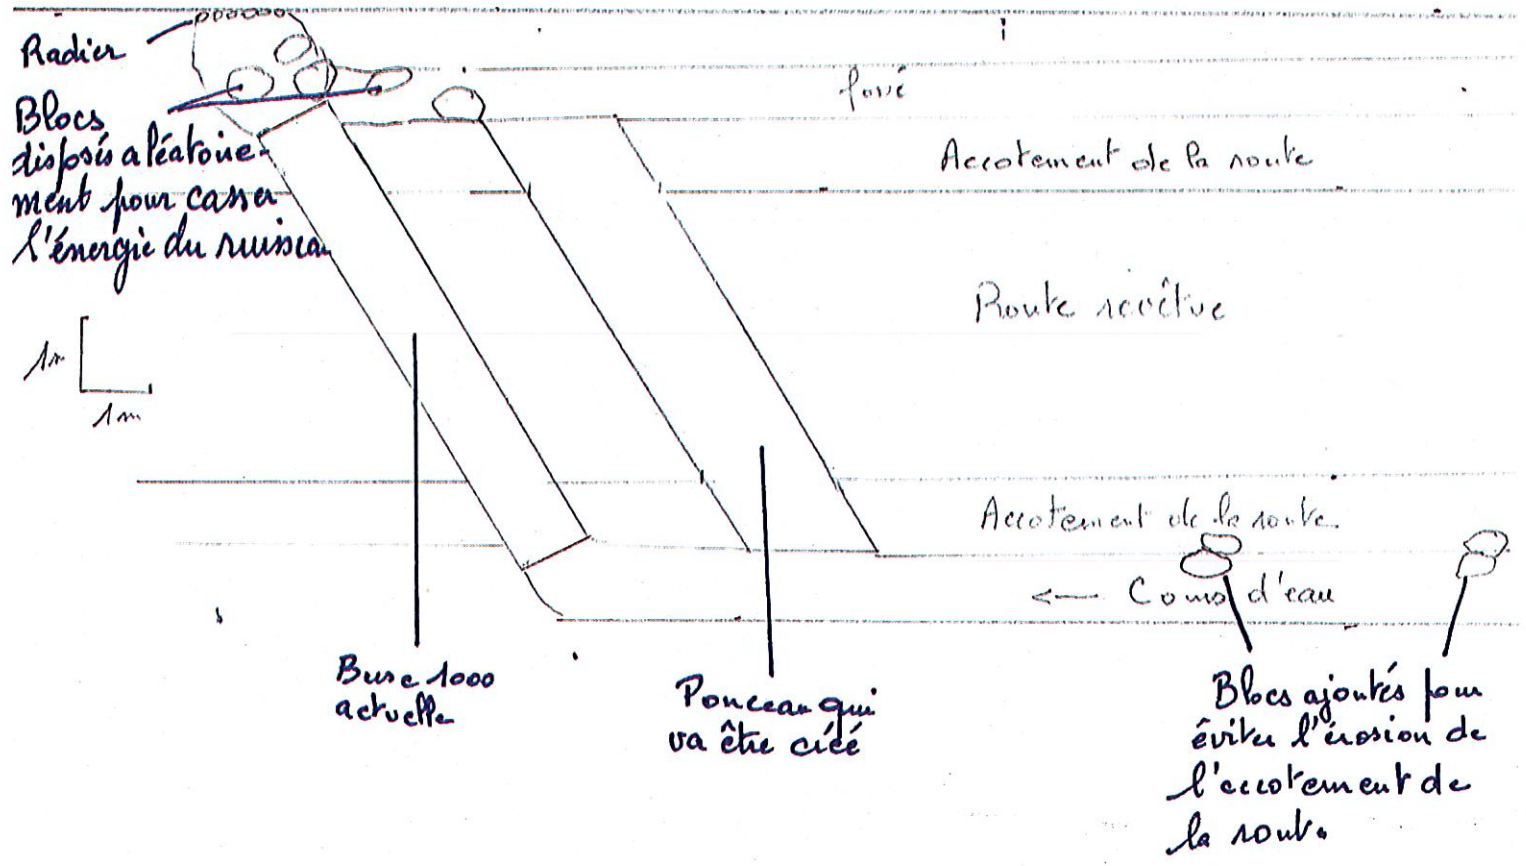 Radier
fossé
Blocs
disposés aléatoire-
ment pour casser
l'énergie du ruisseau
Accotement de la route
Route revêtue
1m
1m
Accotement de la route
← Cours d'eau
Buse 1000
actuelle
Ponceau qui
va être créé
Blocs ajoutés pour
éviter l'érosion de
l'accotement de
la route